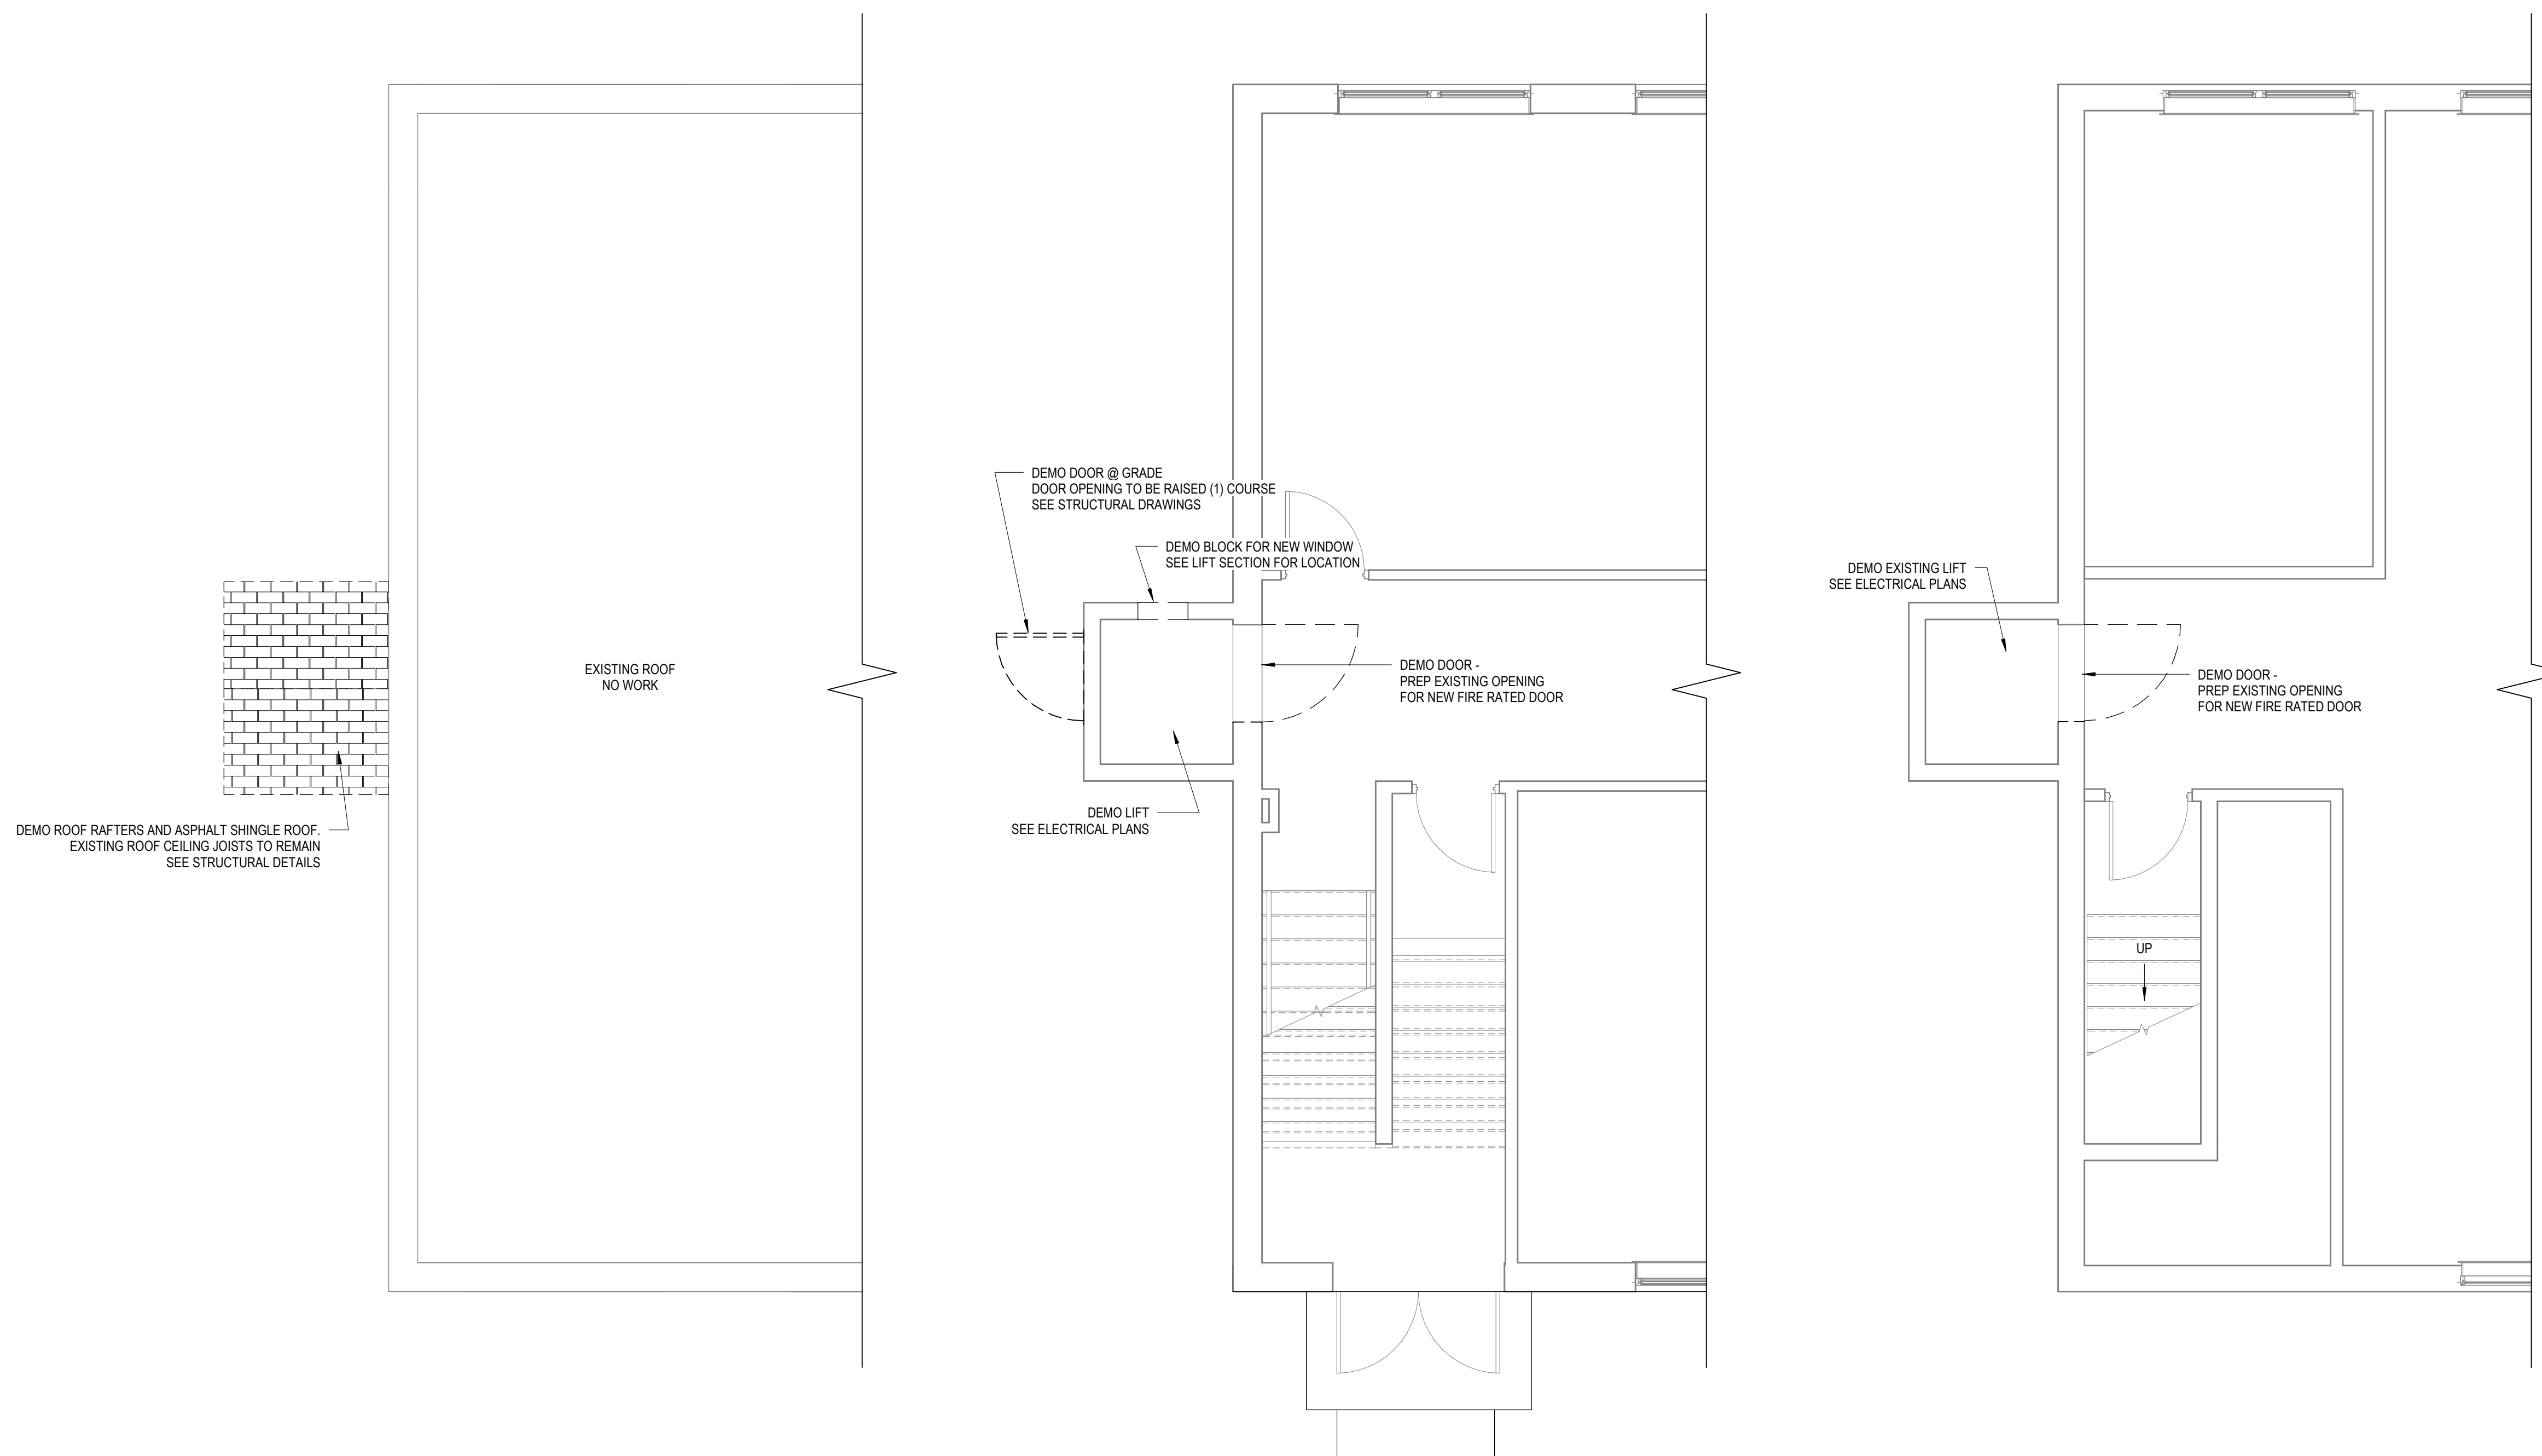 DEMO ROOF RAFTERS AND ASPHALT SHINGLE ROOF.
EXISTING ROOF CEILING JOISTS TO REMAIN
SEE STRUCTURAL DETAILS
EXISTING ROOF
NO WORK
DEMO DOOR @ GRADE
DOOR OPENING TO BE RAISED (1) COURSE
SEE STRUCTURAL DRAWINGS
DEMO BLOCK FOR NEW WINDOW
SEE LIFT SECTION FOR LOCATION
DEMO DOOR -
PREP EXISTING OPENING
FOR NEW FIRE RATED DOOR
DEMO LIFT
SEE ELECTRICAL PLANS
DEMO EXISTING LIFT
SEE ELECTRICAL PLANS
DEMO DOOR -
PREP EXISTING OPENING
FOR NEW FIRE RATED DOOR
UP